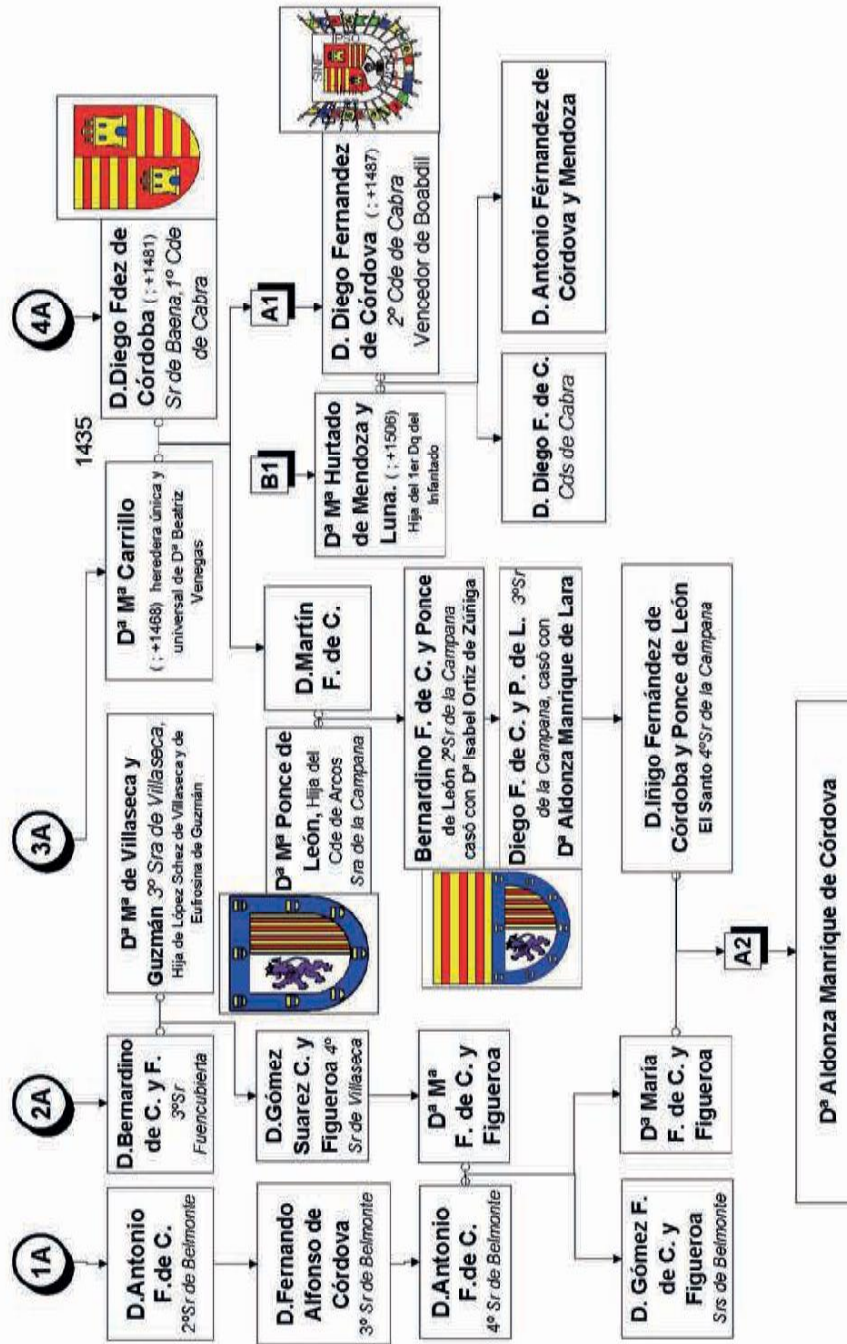 1A
2A
3A
4A
D.Antonio
F.de C.
2ºSr de Belmonte
D.Bernardino
de C. y F.
3ºSr
Fuencubierta
Dª Mª de Villaseca y
Guzmán 3º Sra de Villaseca,
Hija de López Schez de Villaseca y de
Eufrosina de Guzmán
Dª Mª Carrillo
( ; +1468) heredera única y
universal de Dª Beatriz
Venegas
1435
D.Diego Fdez de
Córdoba ( ; +1481)
Sr de Baena,1º Cde
de Cabra
D.Fernando
Alfonso de
Córdova
3º Sr de Belmonte
D.Gómez
Suarez C. y
Figueroa 4º
Sr de Villaseca
Dª Mª Ponce de
León, Hija del
Cde de Arcos
Sra de la Campana
D.Martín
F. de C.
B1
A1
Dª Mª Hurtado
de Mendoza y
Luna. ( ; +1506)
Hija del 1er Dq del
Infantado
D. Diego Fernandez
de Córdova ( ; +1487)
2º Cde de Cabra
Vencedor de Boabdil
SINE
D.Antonio
F.de C.
4º Sr de Belmonte
Dª Mª
F. de C. y
Figueroa
Bernardino F. de C. y Ponce
de León 2ºSr de la Campana
casó con Dª Isabel Ortiz de Zúñiga
Diego F. de C. y P. de L. 3ºSr
de la Campana, casó con
Dª Aldonza Manrique de Lara
D. Diego F. de C.
Cds de Cabra
D. Antonio Férnandez de
Córdova y Mendoza
D. Gómez F.
de C. y
Figueroa
Srs de Belmonte
Dª María
F. de C. y
Figueroa
D.Iñigo Fernández de
Córdoba y Ponce de León
El Santo 4ºSr de la Campana
A2
Dª Aldonza Manrique de Córdova